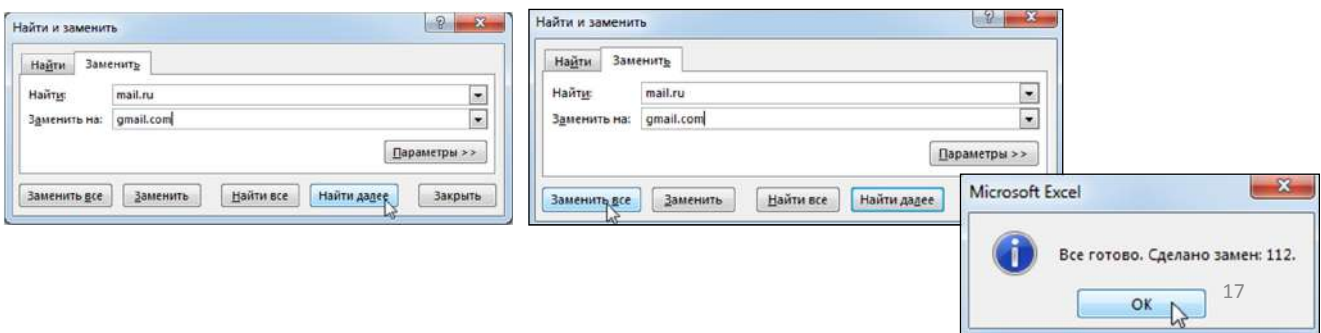 Найти и заменить
Найти Заменить
Найти: mail.ru
Заменить на: gmail.com
Параметры >>
Заменить все Заменить Найти все Найти далее Закрыть
Найти и заменить
Найти Заменить
Найти: mail.ru
Заменить на: gmail.com
Параметры >>
Заменить все Заменить Найти все Найти далее
Microsoft Excel
Все готово. Сделано замен: 112.
ОК
17